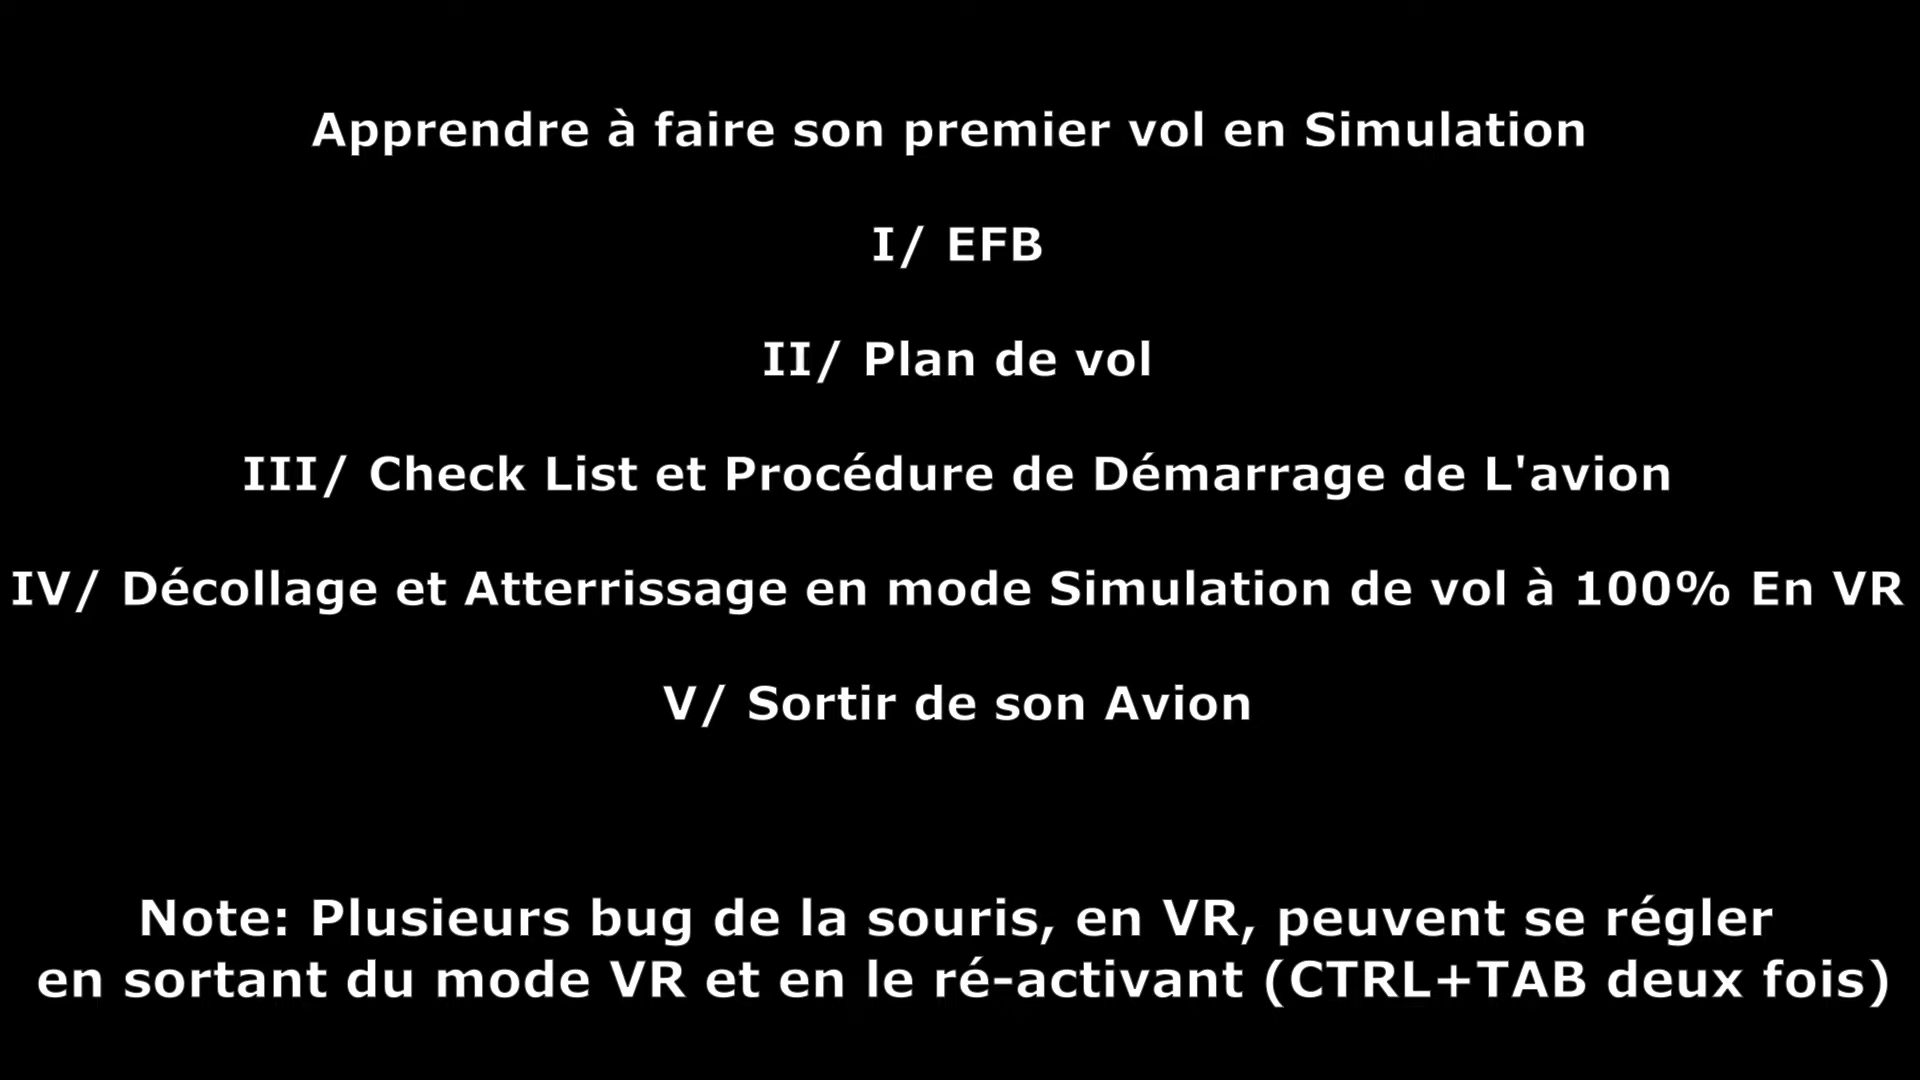 Apprendre à faire son premier vol en Simulation
I/ EFB
II/ Plan de vol
III/ Check List et Procédure de Démarrage de L'avion
IV/ Décollage et Atterrissage en mode Simulation de vol à 100% En VR
V/ Sortir de son Avion
Note: Plusieurs bug de la souris, en VR, peuvent se régler
en sortant du mode VR et en le ré-activant (CTRL+TAB deux fois)